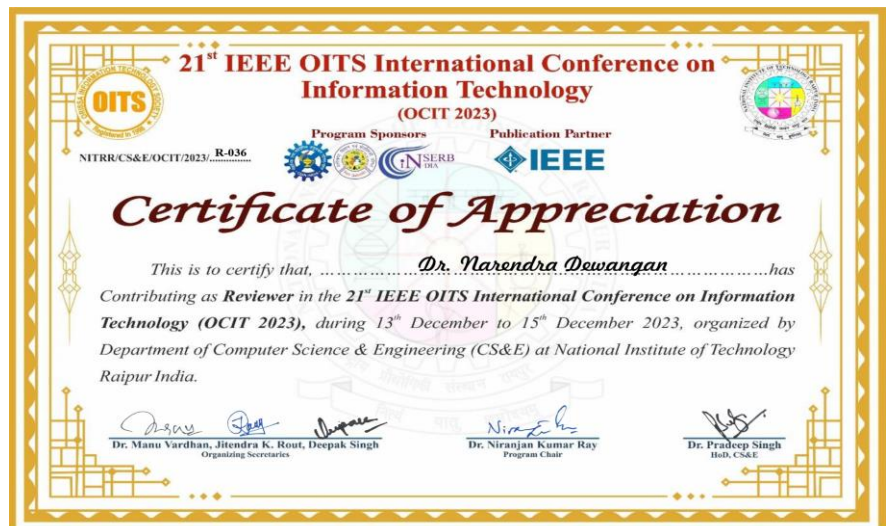 21st IEEE OITS International Conference on
Information Technology
(OCIT 2023)
OITS
Program Sponsors
Publication Partner
NITRR/CS&E/OCIT/2023/ R-036
SERB
IEEE
Certificate of Appreciation
This is to certify that, ..................Dr. Narendra Dewangan.....................has
Contributing as Reviewer in the 21st IEEE OITS International Conference on Information
Technology (OCIT 2023), during 13th December to 15th December 2023, organized by
Department of Computer Science & Engineering (CS&E) at National Institute of Technology
Raipur India.
Dr. Manu Vardhan, Jitendra K. Rout, Deepak Singh
Organizing Secretaries
Dr. Niranjan Kumar Ray
Program Chair
Dr. Pradeep Singh
HoD, CS&E